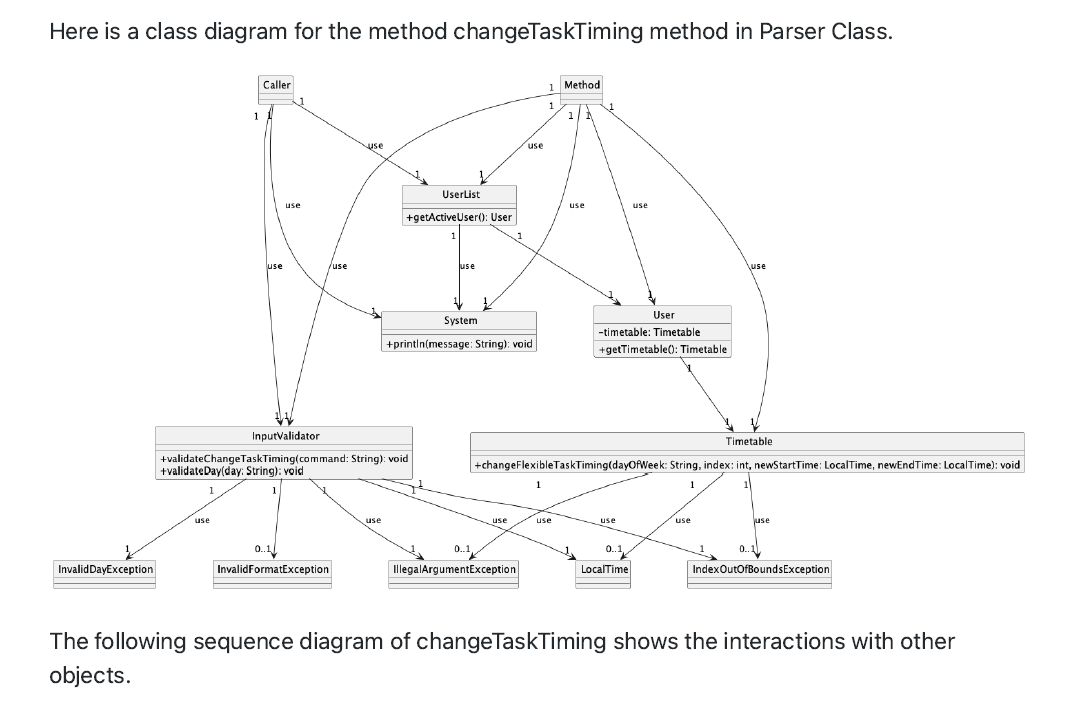 Here is a class diagram for the method changeTaskTiming method in Parser Class.
Caller
Method
1
1
1
1 1
1 1
1
use
use
1
1
UserList
+getActiveUser(): User
use
use
use
1
1
use
use
use
use
1
1
1
1
1
System
+println(message: String): void
User
-timetable: Timetable
+getTimetable(): Timetable
1
1 1
1
1
InputValidator
+validateChangeTaskTiming(command: String): void
+validateDay(day: String): void
Timetable
+changeFlexibleTaskTiming(dayOfWeek: String, index: int, newStartTime: LocalTime, newEndTime: LocalTime): void
1
1
1
1
1
1
1
1
use
use
use
use
use
use
use
1
0..1
1
0..1
1
0..1
1
0..1
InvalidDayException
InvalidFormatException
IllegalArgumentException
LocalTime
IndexOutOfBoundsException
The following sequence diagram of changeTaskTiming shows the interactions with other
objects.